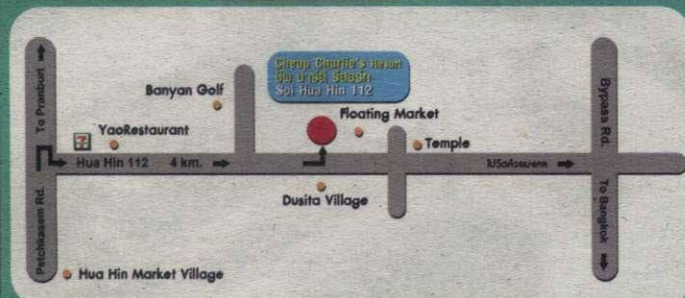 Cheap Charlie's
Soi Hua Hin 112
To Pranburi
Banyan Golf
Floating Market
7
YaoRestaurant
Temple
Bypass Rd.
Hua Hin 112 4 km.
Dusita Village
To Bangkok
Petchkasem Rd.
Hua Hin Market Village